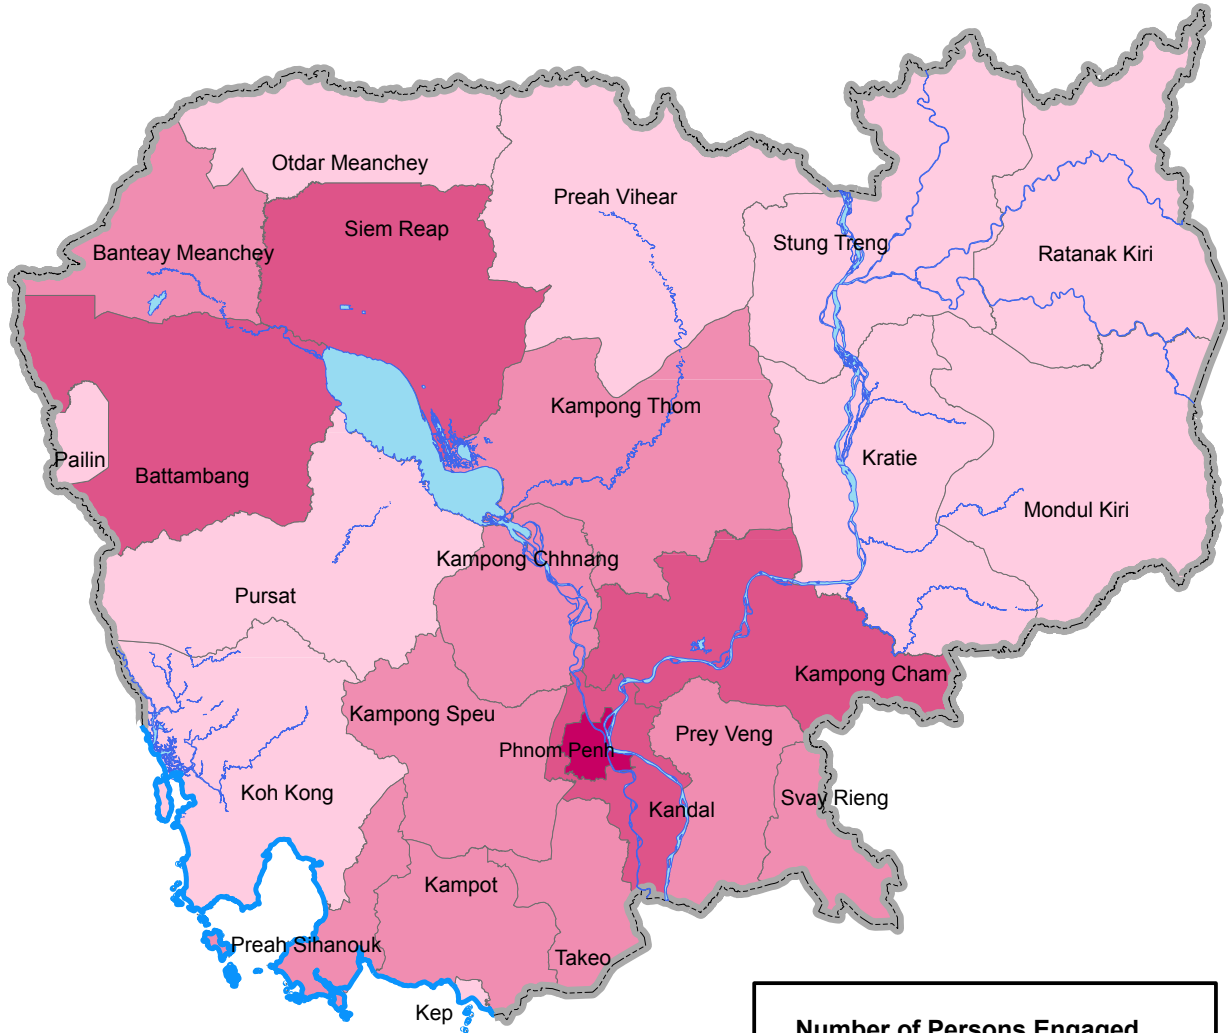 Otdar Meanchey
Preah Vihear
Siem Reap
Stung Treng
Banteay Meanchey
Ratanak Kiri
Kampong Thom
Pailin
Kratie
Battambang
Mondul Kiri
Kampong Chhnang
Pursat
Kampong Cham
Kampong Speu
Prey Veng
Phnom Penh
Koh Kong
Svay Rieng
Kandal
Kampot
Preah Sihanouk
Takeo
Kep
Number of Persons Engaged